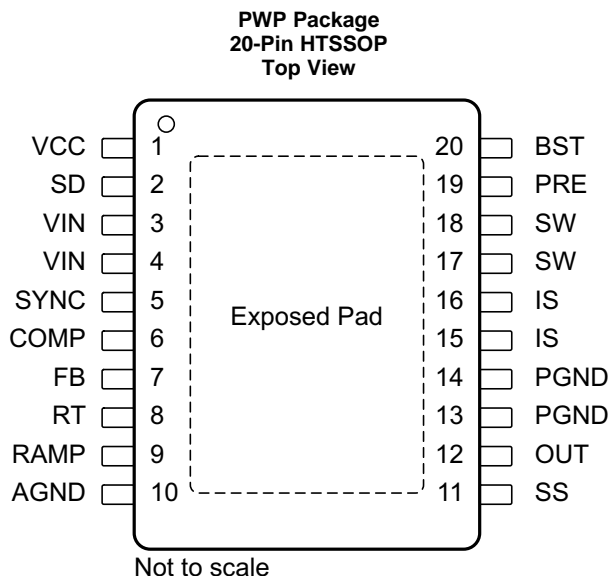 PWP Package
20-Pin HTSSOP
Top View
VCC 1 20 BST
SD 2 19 PRE
VIN 3 18 SW
VIN 4 17 SW
SYNC 5 16 IS
COMP 6 Exposed Pad 15 IS
FB 7 14 PGND
RT 8 13 PGND
RAMP 9 12 OUT
AGND 10 11 SS
Not to scale